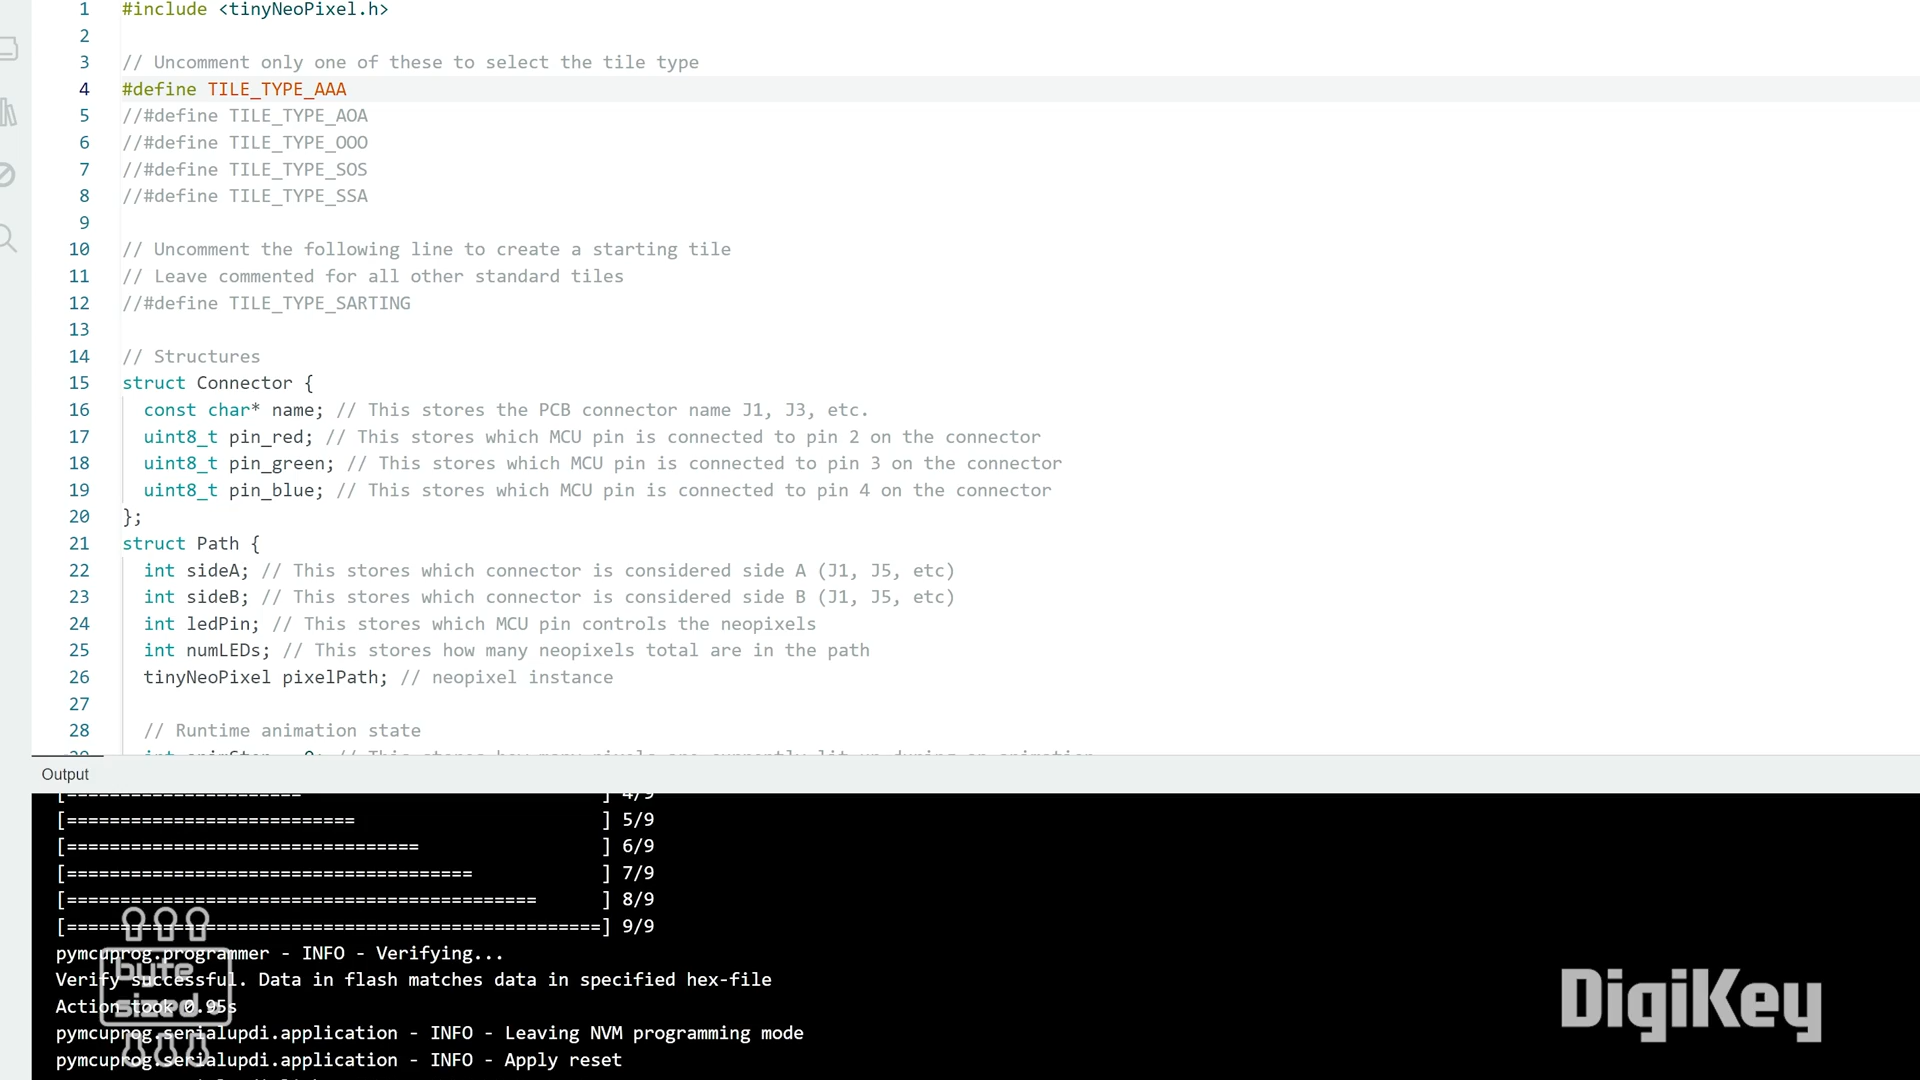 1 #include <tinyNeoPixel.h>
2
3 // Uncomment only one of these to select the tile type
4 #define TILE_TYPE_AAA
5 //#define TILE_TYPE_AOA
6 //#define TILE_TYPE_OOO
7 //#define TILE_TYPE_SOS
8 //#define TILE_TYPE_SSA
9
10 // Uncomment the following line to create a starting tile
11 // Leave commented for all other standard tiles
12 //#define TILE_TYPE_SARTING
13
14 // Structures
15 struct Connector {
16 const char* name; // This stores the PCB connector name J1, J3, etc.
17 uint8_t pin_red; // This stores which MCU pin is connected to pin 2 on the connector
18 uint8_t pin_green; // This stores which MCU pin is connected to pin 3 on the connector
19 uint8_t pin_blue; // This stores which MCU pin is connected to pin 4 on the connector
20 };
21 struct Path {
22 int sideA; // This stores which connector is considered side A (J1, J5, etc)
23 int sideB; // This stores which connector is considered side B (J1, J5, etc)
24 int ledPin; // This stores which MCU pin controls the neopixels
25 int numLEDs; // This stores how many neopixels total are in the path
26 tinyNeoPixel pixelPath; // neopixel instance
27
28 // Runtime animation state
Output
[======================                             ] 4/9
[===========================                       ] 5/9
[=================================                 ] 6/9
[======================================            ] 7/9
[============================================      ] 8/9
[==================================================] 9/9
pymcuprog.programmer - INFO - Verifying...
Verify successful. Data in flash matches data in specified hex-file
Action took 0.95s
pymcuprog.serialupdi.application - INFO - Leaving NVM programming mode
pymcuprog.serialupdi.application - INFO - Apply reset
byte
sized
DigiKey